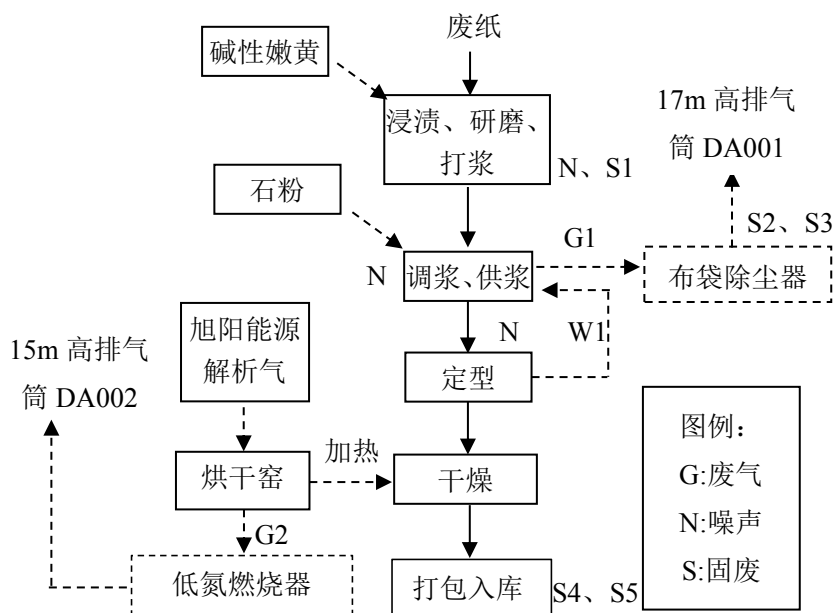 废纸
碱性嫩黄
浸渍、研磨、
打浆
N、S1
17m 高排气
筒 DA001
石粉
S2、S3
G1
N
调浆、供浆
布袋除尘器
旭阳能源
解析气
N
W1
15m 高排气
筒 DA002
定型
加热
烘干窑
干燥
G2
低氮燃烧器
打包入库
S4、S5
图例：
G:废气
N:噪声
S:固废